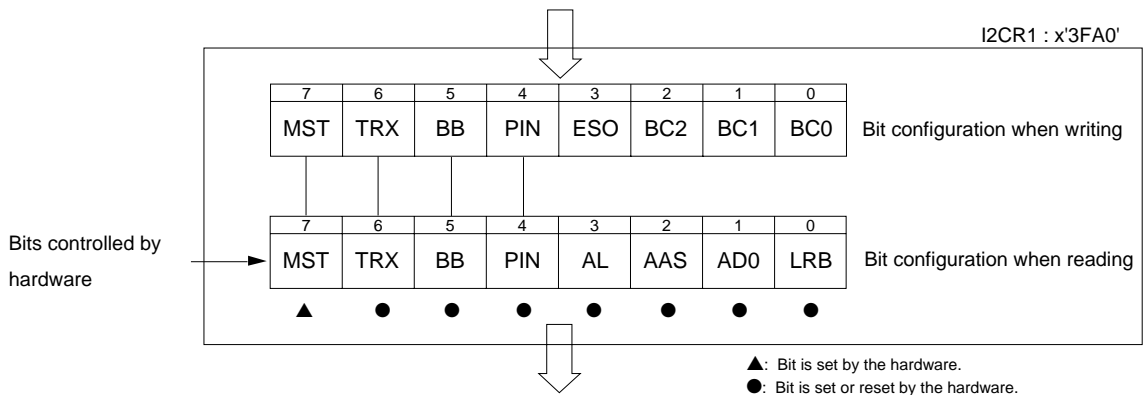 I2CR1 : x'3FA0'
7 6 5 4 3 2 1 0
MST TRX BB PIN ESO BC2 BC1 BC0 Bit configuration when writing
7 6 5 4 3 2 1 0
Bits controlled by
hardware
MST TRX BB PIN AL AAS AD0 LRB Bit configuration when reading
▲ ● ● ● ● ● ● ●
▲: Bit is set by the hardware.
●: Bit is set or reset by the hardware.